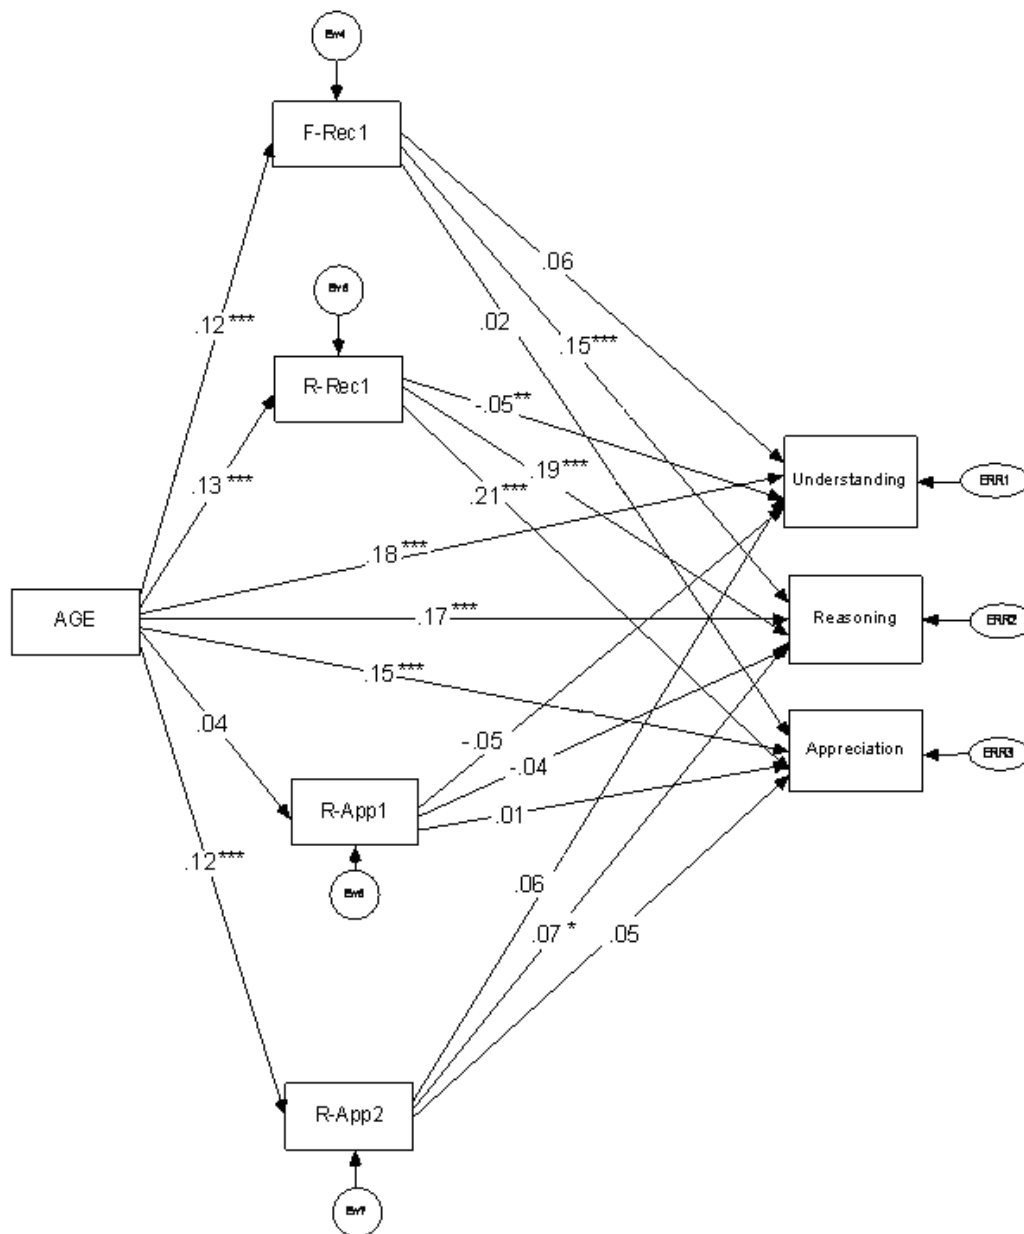 F-Rec1
.06
.02
.12***
.15***
R-Rec1
-.05**
.19***
.13***
.21***
Understanding
ERR1
.18***
AGE
.17***
Reasoning
ERR2
.15***
.04
-.05
Appreciation
ERR3
-.04
R-App1
.01
.12***
.06
.07*
.05
R-App2